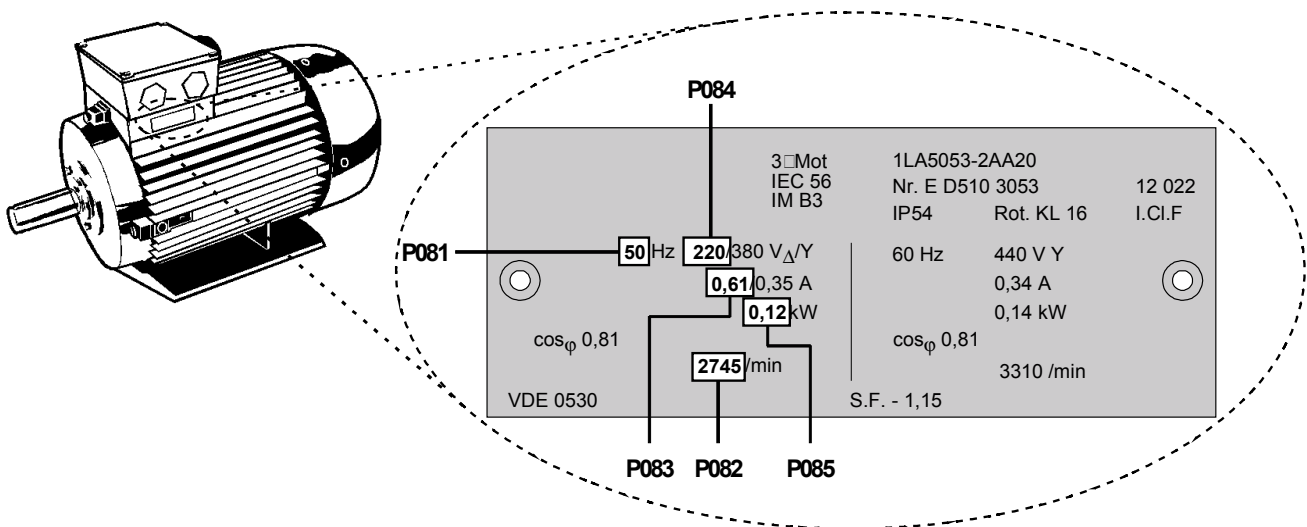 P084
3□Mot 1LA5053-2AA20
IEC 56 Nr. E D510 3053 12 022
IM B3 IP54 Rot. KL 16 I.Cl.F
P081 50 Hz 220/380 VΔ/Y 60 Hz 440 V Y
0,61/0,35 A 0,34 A
0,12 kW 0,14 kW
cosφ 0,81 cosφ 0,81
2745/min 3310 /min
VDE 0530 S.F. - 1,15
P083 P082 P085